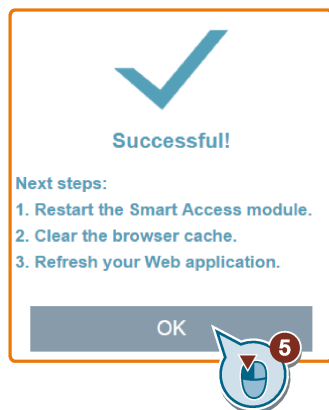 Successful!
Next steps:
1. Restart the Smart Access module.
2. Clear the browser cache.
3. Refresh your Web application.
OK
5